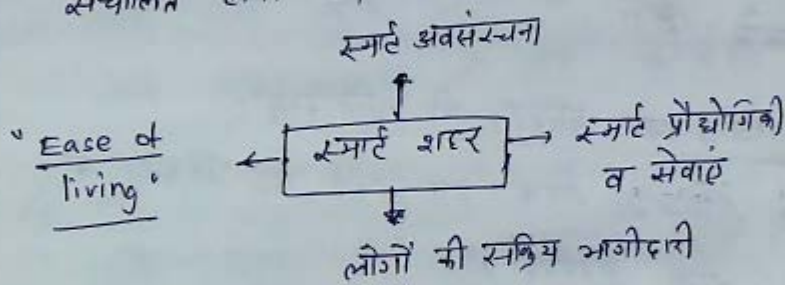 संचालित
स्मार्ट अवसंरचना
"Ease of
living"
स्मार्ट शहर
स्मार्ट प्रौद्योगिकी
व सेवाएं
लोगों की सक्रिय भागीदारी